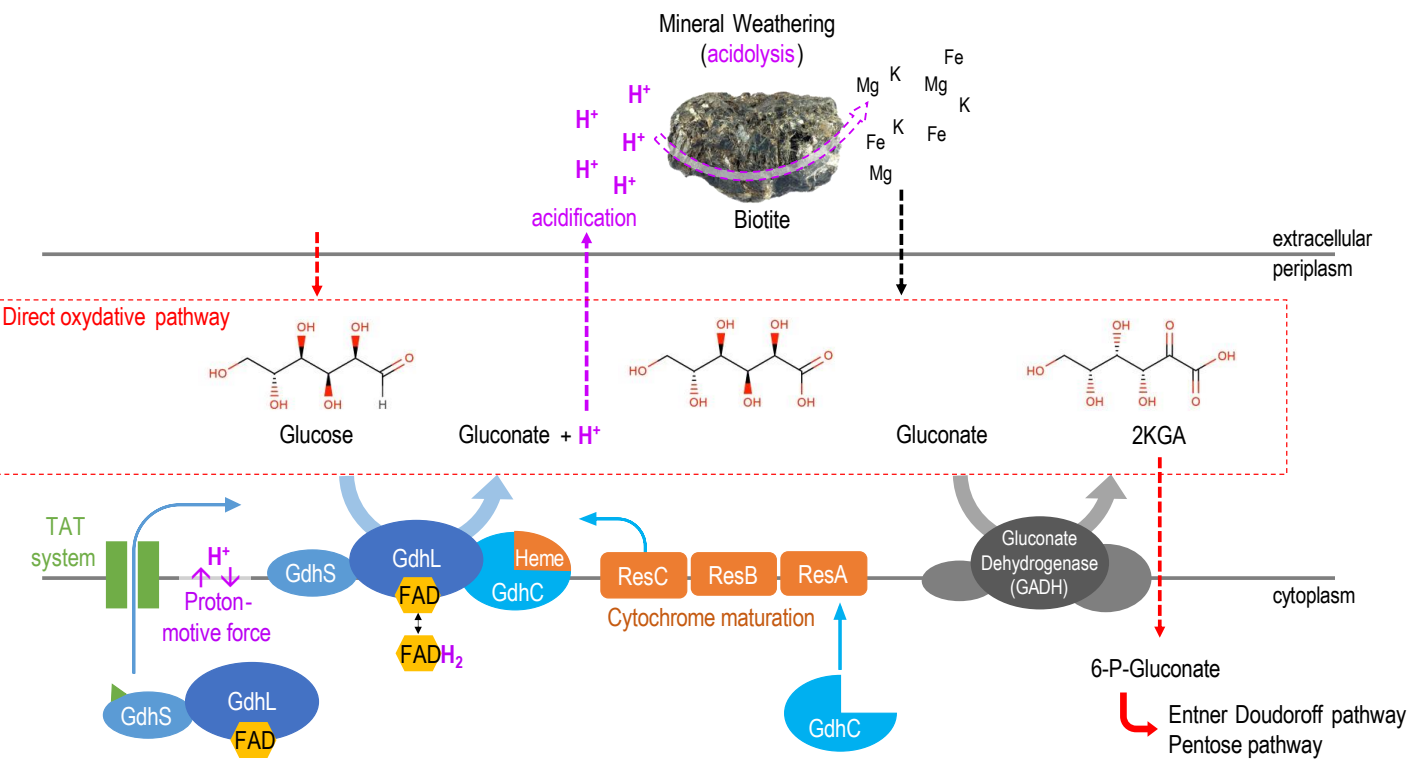 Mineral Weathering
(acidolysis)
Fe
K
Mg
Mg
K
H+
H+
K
Fe
Fe
H+
H+
Mg
H+
acidification
Biotite
extracellular
periplasm
Direct oxydative pathway
OH
OH
O
HO
OH
OH
H
OH
OH
O
HO
OH
OH
OH
OH
O
OH
HO
OH
OH
O
Glucose
Gluconate + H+
Gluconate
2KGA
TAT
system
H+
Proton-
motive force
GdhS
GdhL
FAD
FADH2
Heme
GdhC
ResC
ResB
ResA
Cytochrome maturation
Gluconate
Dehydrogenase
(GADH)
cytoplasm
GdhS
GdhL
FAD
GdhC
6-P-Gluconate
Entner Doudoroff pathway
Pentose pathway